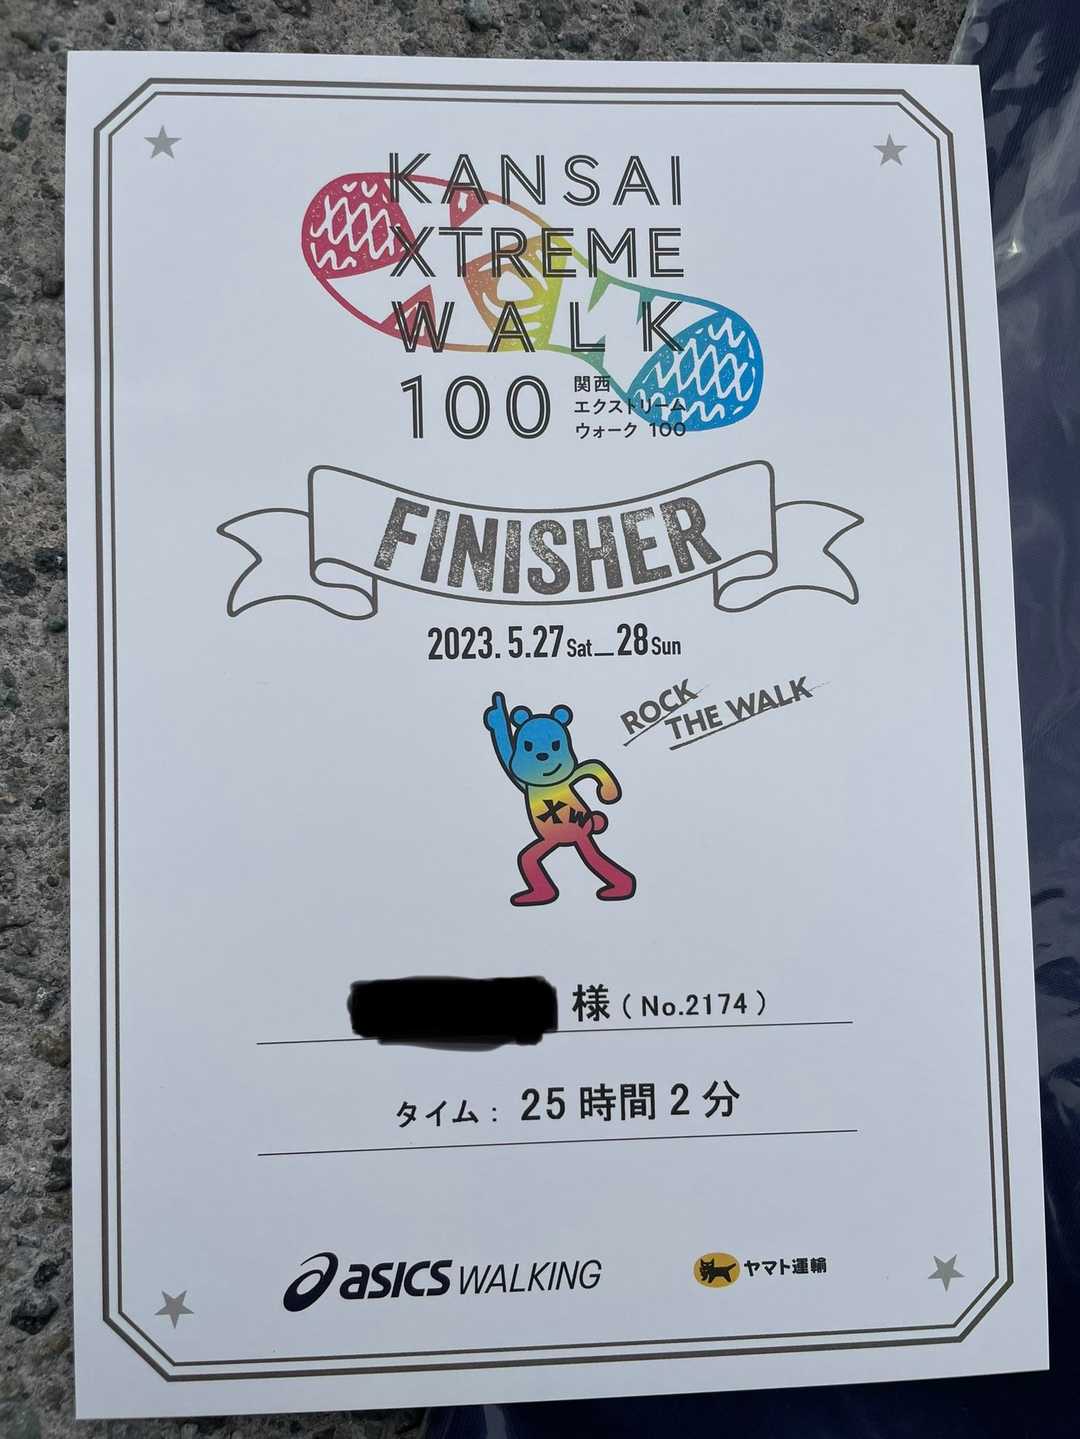 KANSAI
XTREME
WALK
100
関西
エクストリーム
ウォーク 100
FINISHER
2023. 5.27 Sat_28 Sun
ROCK
THE WALK
XW
様 ( No.2174 )
タイム : 25 時間 2 分
asics WALKING
ヤマト運輸